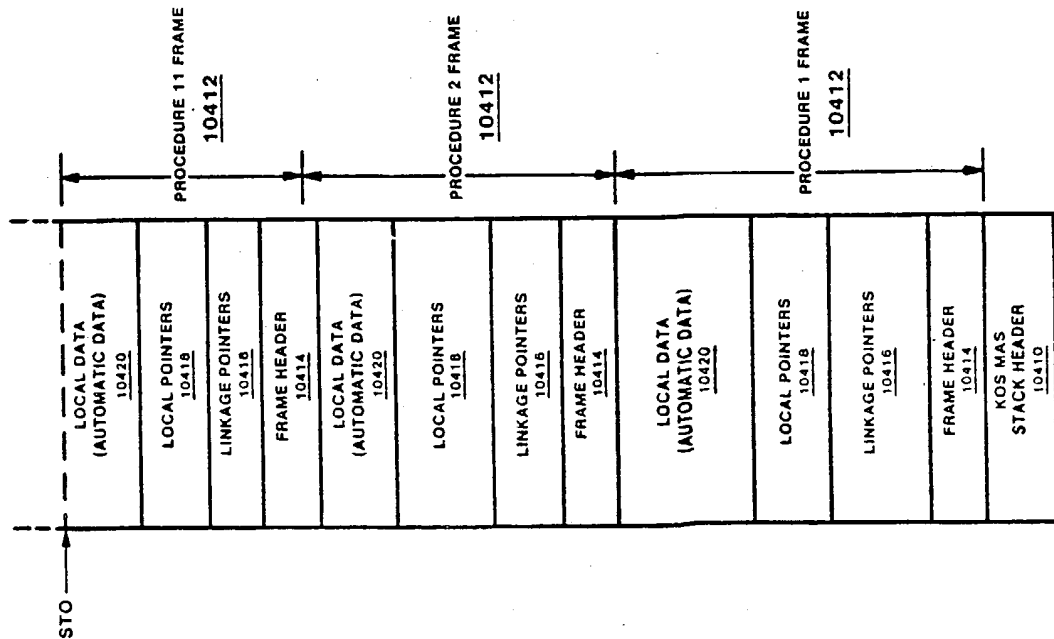 STO
LOCAL DATA
(AUTOMATIC DATA)
10420
LOCAL POINTERS
10418
LINKAGE POINTERS
10418
FRAME HEADER
10414
PROCEDURE 11 FRAME
10412
LOCAL DATA
(AUTOMATIC DATA)
10420
LOCAL POINTERS
10418
LINKAGE POINTERS
10416
FRAME HEADER
10414
PROCEDURE 2 FRAME
10412
LOCAL DATA
(AUTOMATIC DATA)
10420
LOCAL POINTERS
10418
LINKAGE POINTERS
10416
FRAME HEADER
10414
PROCEDURE 1 FRAME
10412
KOS MAS
STACK HEADER
10410